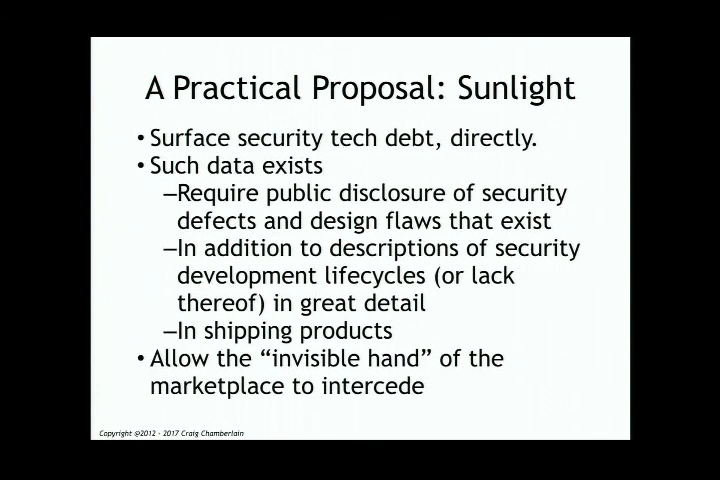 A Practical Proposal: Sunlight
• Surface security tech debt, directly.
• Such data exists
–Require public disclosure of security
defects and design flaws that exist
–In addition to descriptions of security
development lifecycles (or lack
thereof) in great detail
–In shipping products
• Allow the “invisible hand” of the
marketplace to intercede
Copyright @2012 - 2017 Craig Chamberlain